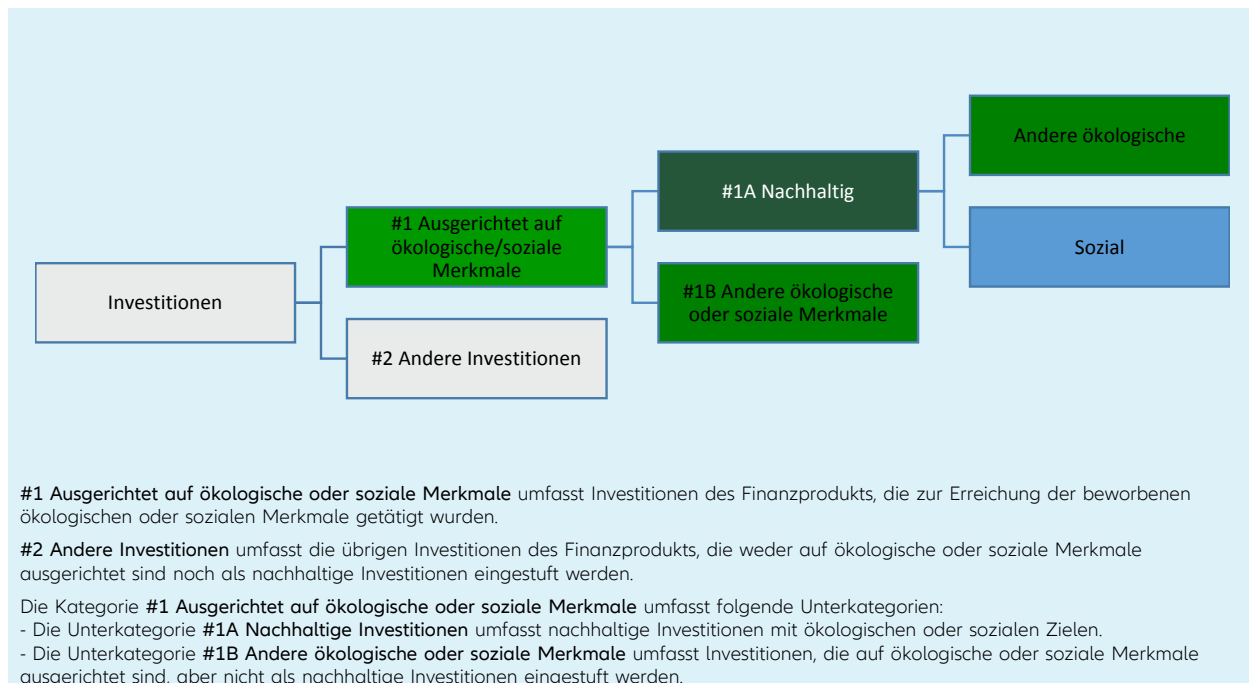 Andere ökologische
#1A Nachhaltig
#1 Ausgerichtet auf
ökologische/soziale
Merkmale
Sozial
Investitionen
#1B Andere ökologische
oder soziale Merkmale
#2 Andere Investitionen
#1 Ausgerichtet auf ökologische oder soziale Merkmale umfasst Investitionen des Finanzprodukts, die zur Erreichung der beworbenen
ökologischen oder sozialen Merkmale getätigt wurden.
#2 Andere Investitionen umfasst die übrigen Investitionen des Finanzprodukts, die weder auf ökologische oder soziale Merkmale
ausgerichtet sind noch als nachhaltige Investitionen eingestuft werden.
Die Kategorie #1 Ausgerichtet auf ökologische oder soziale Merkmale umfasst folgende Unterkategorien:
- Die Unterkategorie #1A Nachhaltige Investitionen umfasst nachhaltige Investitionen mit ökologischen oder sozialen Zielen.
- Die Unterkategorie #1B Andere ökologische oder soziale Merkmale umfasst Investitionen, die auf ökologische oder soziale Merkmale
ausgerichtet sind, aber nicht als nachhaltige Investitionen eingestuft werden.